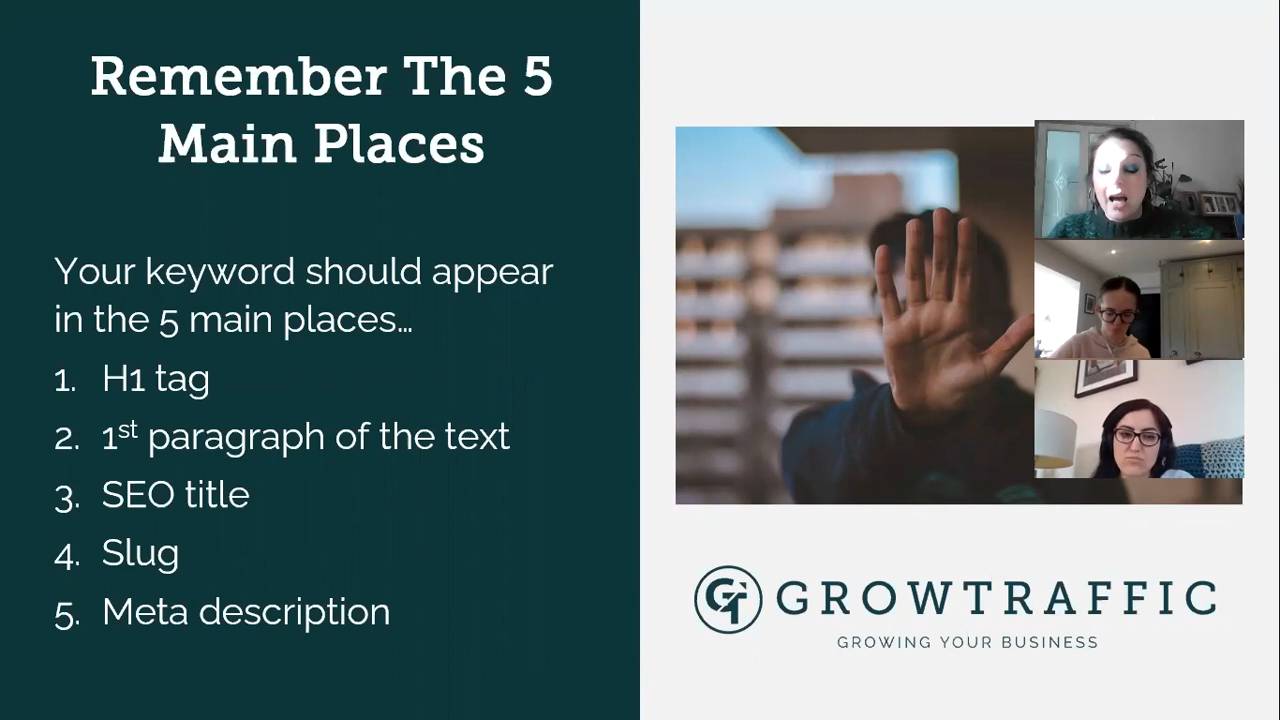 Remember The 5
Main Places
Your keyword should appear
in the 5 main places...
1. H1 tag
2. 1st paragraph of the text
3. SEO title
4. Slug
5. Meta description
GT
GROWTRAFFIC
GROWING YOUR BUSINESS